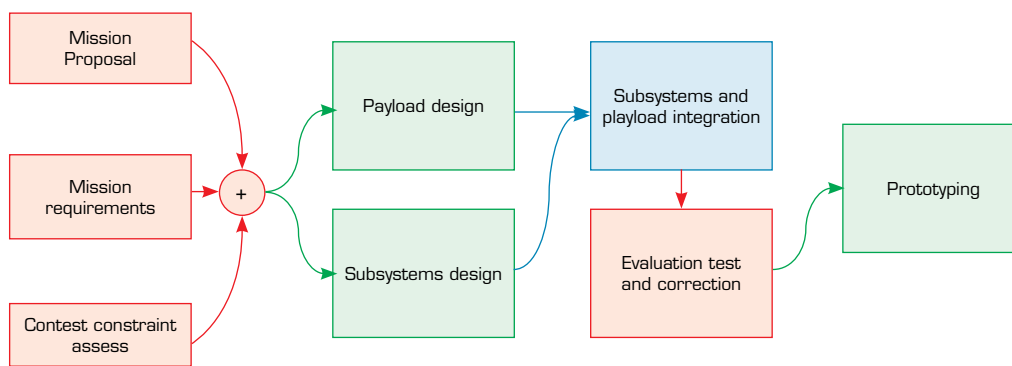 Mission
Proposal
Mission
requirements
Contest constraint
assess
+
Payload design
Subsystems design
Subsystems and
playload integration
Evaluation test
and correction
Prototyping